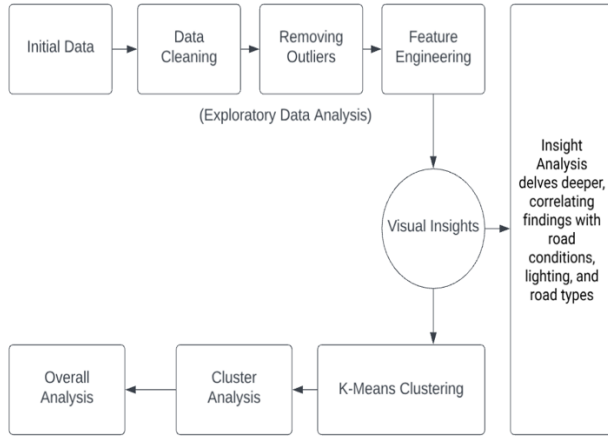 Initial Data
Data
Cleaning
Removing
Outliers
Feature
Engineering
(Exploratory Data Analysis)
Visual Insights
Insight
Analysis
delves deeper,
correlating
findings with
road
conditions,
lighting, and
road types
K-Means Clustering
Cluster
Analysis
Overall
Analysis